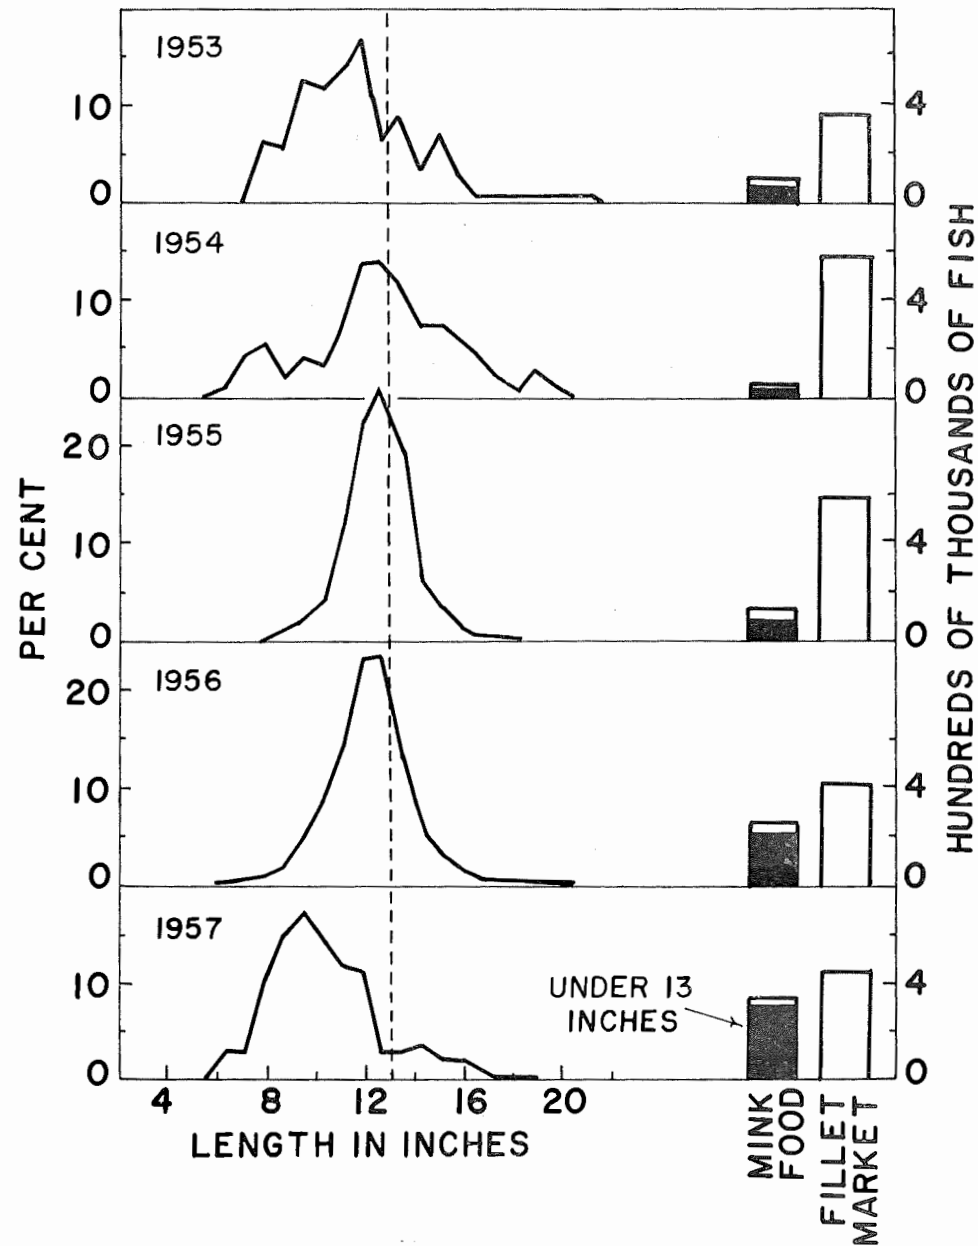 1953
10
0
4
0
1954
10
0
4
0
1955
20
10
0
4
0
1956
20
10
0
4
0
1957
10
0
4
0
UNDER 13
INCHES
PER CENT
HUNDREDS OF THOUSANDS OF FISH
4 8 12 16 20
LENGTH IN INCHES
MINK
FOOD
FILLET
MARKET